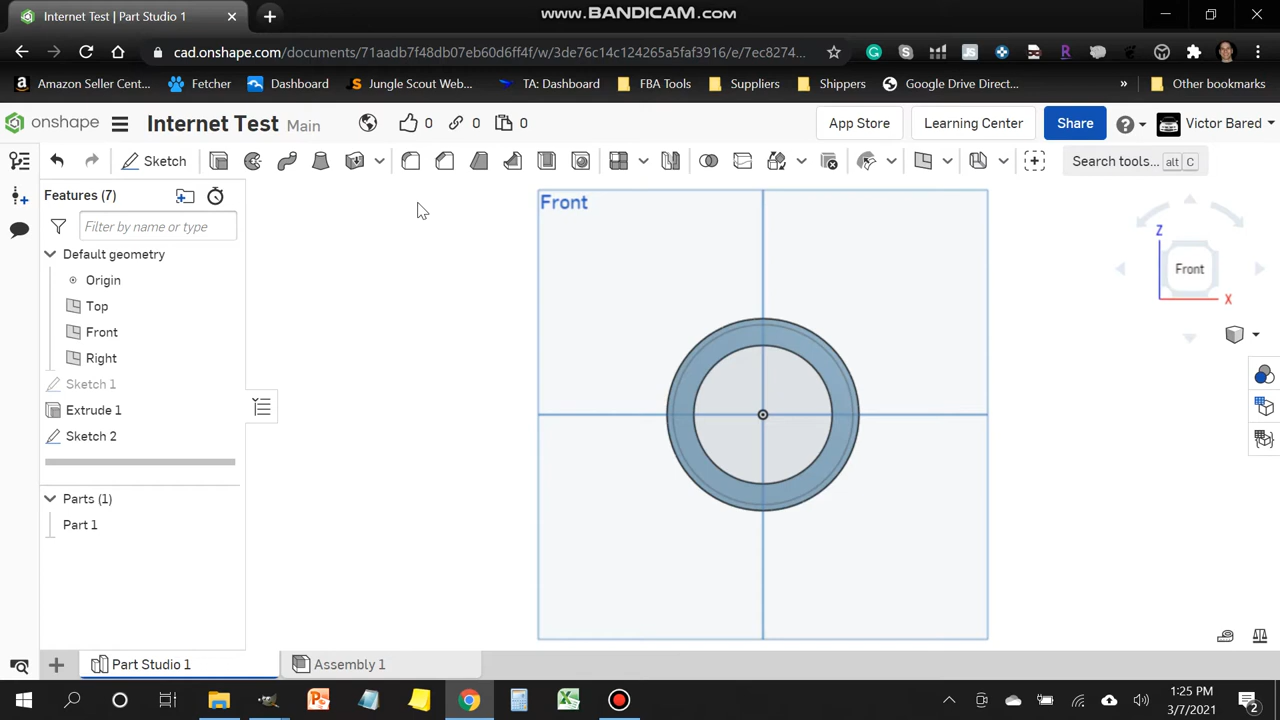 Internet Test | Part Studio 1
www.BANDICAM.com
cad.onshape.com/documents/71aadb7f48db07eb60d6ff4f/w/3de76c14c124265a5faf3916/e/7ec8274...
Amazon Seller Cent...
Fetcher
Dashboard
Jungle Scout Web...
TA: Dashboard
FBA Tools
Suppliers
Shippers
Google Drive Direct...
»
Other bookmarks
onshape
Internet Test
Main
0
0
0
App Store
Learning Center
Share
Victor Bared
Sketch
Search tools... alt C
Features (7)
Filter by name or type
Default geometry
Origin
Top
Front
Right
Sketch 1
Extrude 1
Sketch 2
Parts (1)
Part 1
Front
Z
Front
X
Part Studio 1
Assembly 1
1:25 PM
3/7/2021
2